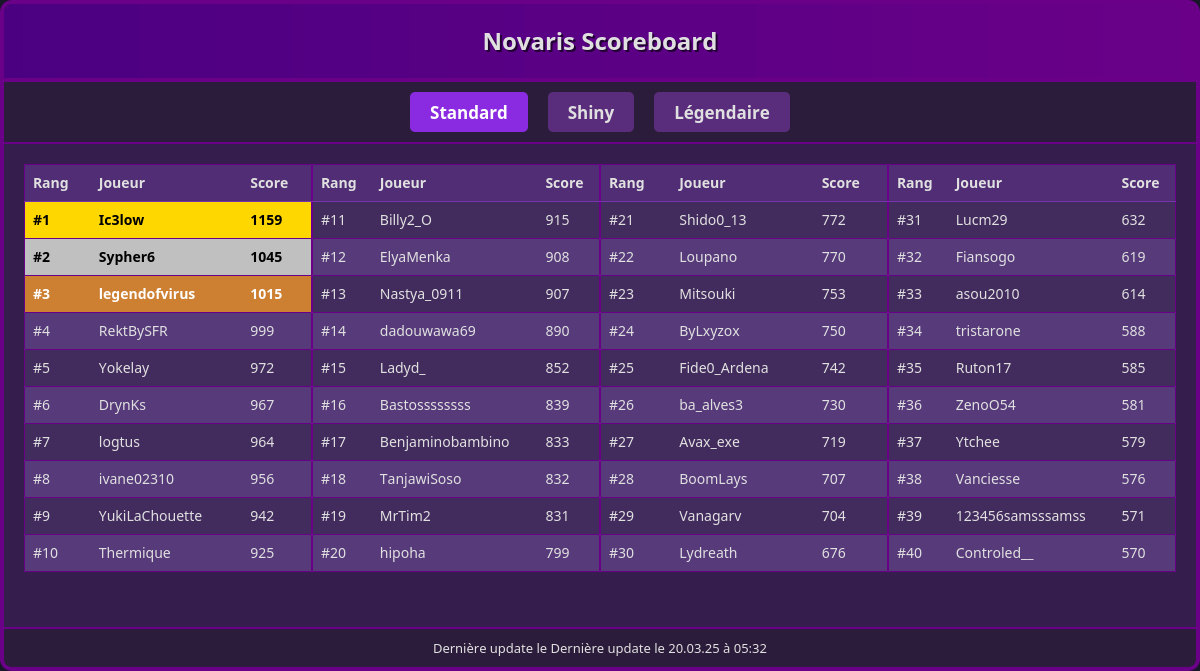 Novaris Scoreboard
Standard Shiny Légendaire
Rang Joueur Score Rang Joueur Score Rang Joueur Score Rang Joueur Score
#1 Ic3low 1159 #11 Billy2_O 915 #21 Shido0_13 772 #31 Lucm29 632
#2 Sypher6 1045 #12 ElyaMenka 908 #22 Loupano 770 #32 Fiansogo 619
#3 legendofvirus 1015 #13 Nastya_0911 907 #23 Mitsouki 753 #33 asou2010 614
#4 RektBySFR 999 #14 dadouwawa69 890 #24 ByLxyzox 750 #34 tristarone 588
#5 Yokelay 972 #15 Ladyd_ 852 #25 Fide0_Ardena 742 #35 Ruton17 585
#6 DrynKs 967 #16 Bastosssssssss 839 #26 ba_alves3 730 #36 ZenoO54 581
#7 logtus 964 #17 Benjaminobambino 833 #27 Avax_exe 719 #37 Ytchee 579
#8 ivane02310 956 #18 TanjawiSoso 832 #28 BoomLays 707 #38 Vanciesse 576
#9 YukiLaChouette 942 #19 MrTim2 831 #29 Vanagarv 704 #39 123456samsssamss 571
#10 Thermique 925 #20 hipoha 799 #30 Lydreath 676 #40 Controled__ 570
Dernière update le Dernière update le 20.03.25 à 05:32